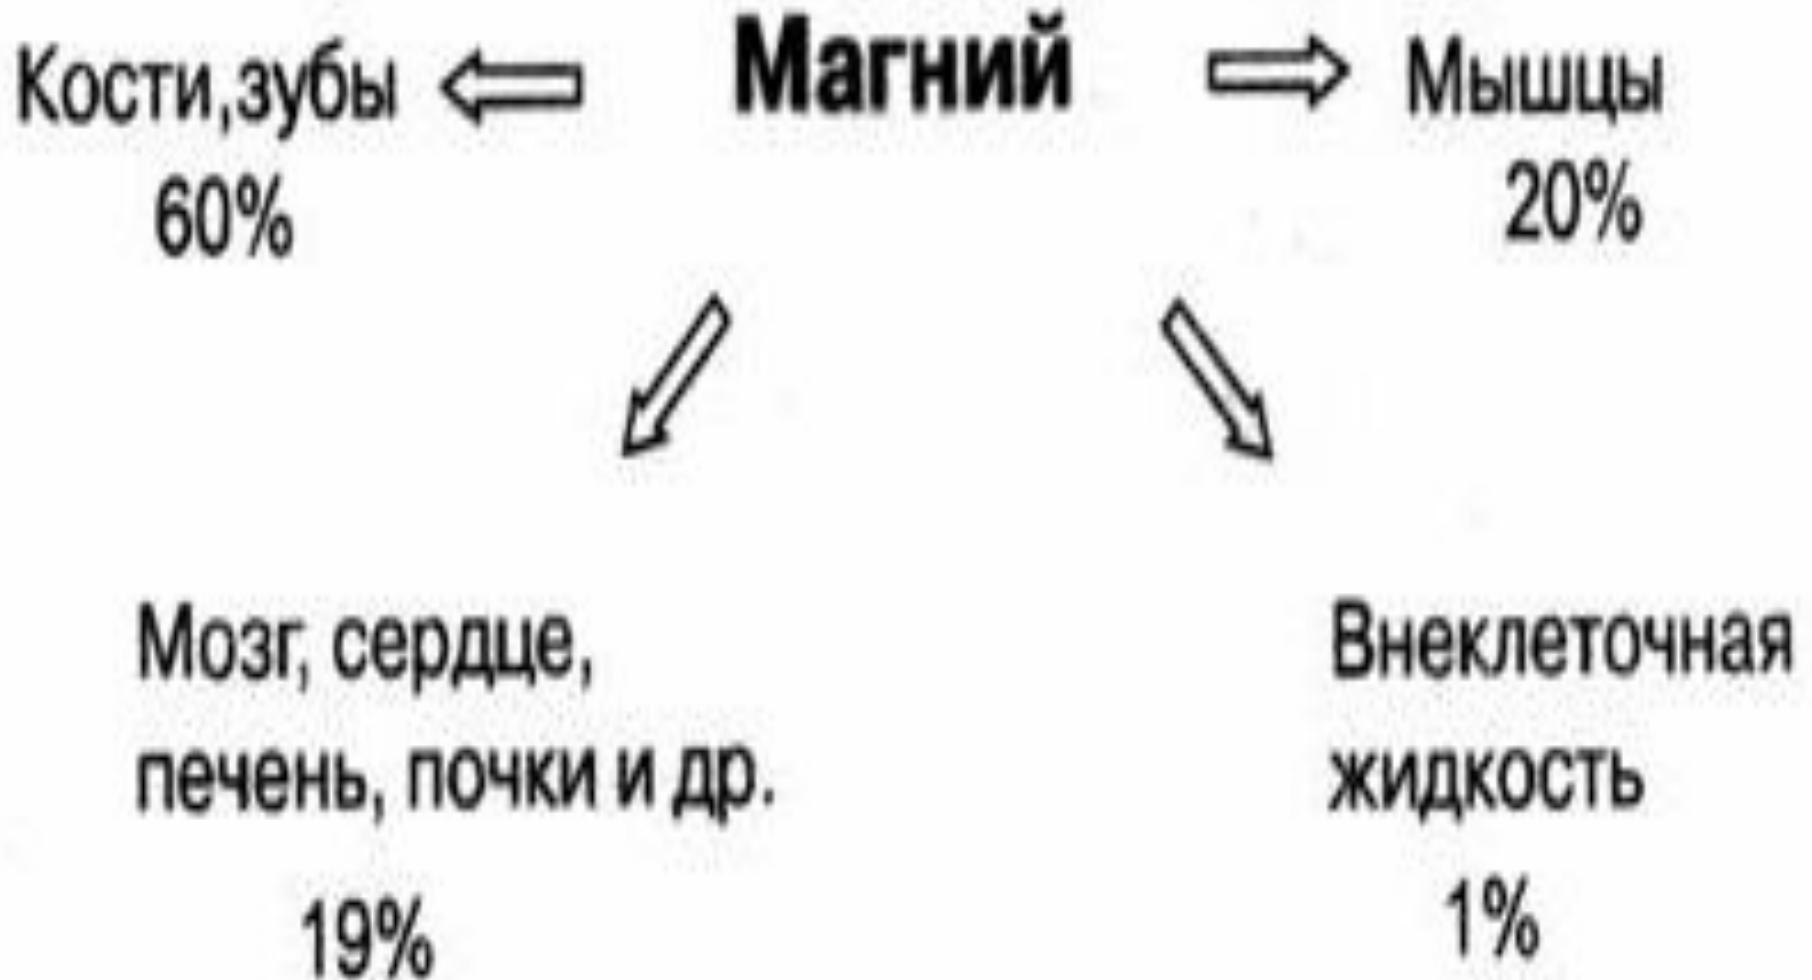 Магний
Кости,зубы
60%
Мышцы
20%
Мозг, сердце,
печень, почки и др.
19%
Внеклеточная
жидкость
1%